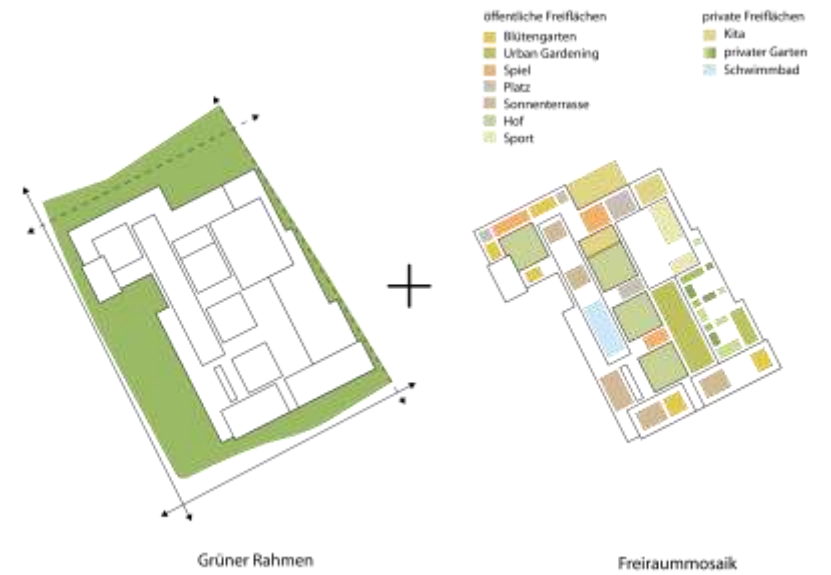 öffentliche Freiflächen
Blütengarten
Urban Gardening
Spiel
Platz
Sonnenterrasse
Hof
Sport
private Freiflächen
Kita
privater Garten
Schwimmbad
Grüner Rahmen
Freiraummosaik